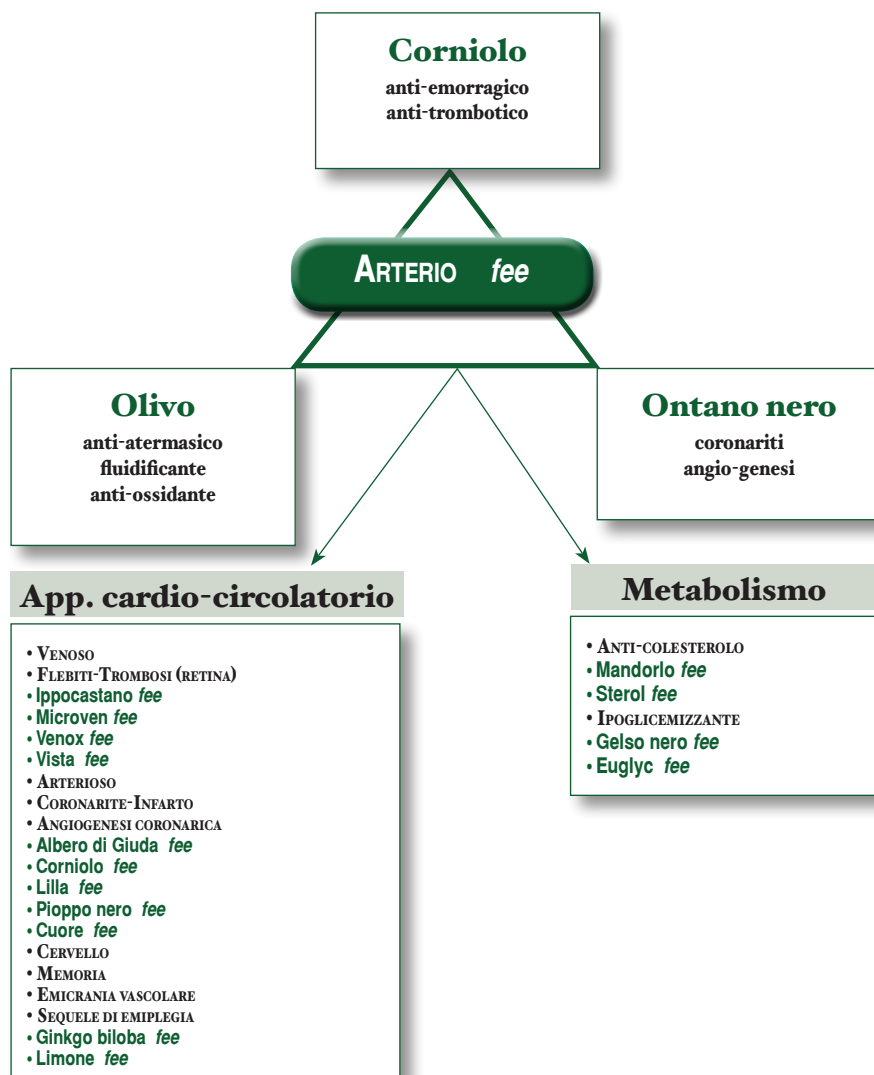 Corniolo
anti-emorragico
anti-trombotico
ARTERIO fee
Olivo
anti-atermasico
fluidificante
anti-ossidante
Ontano nero
coronariti
angio-genesi
App. cardio-circolatorio
• VENOSO
• FLEBITI-TROMBOSI (RETINA)
• Ippocastano fee
• Microven fee
• Venox fee
• Vista fee
• ARTERIOSO
• CORONARITE-INFARTO
• ANGIOGENESI CORONARICA
• Albero di Giuda fee
• Corniolo fee
• Lilla fee
• Pioppo nero fee
• Cuore fee
• CERVELLO
• MEMORIA
• EMICRANIA VASCOLARE
• SEQUELE DI EMIPLEGIA
• Ginkgo biloba fee
• Limone fee
Metabolismo
• ANTI-COLESTEROLO
• Mandorlo fee
• Sterol fee
• IPOGLICEMIZZANTE
• Gelso nero fee
• Euglyc fee